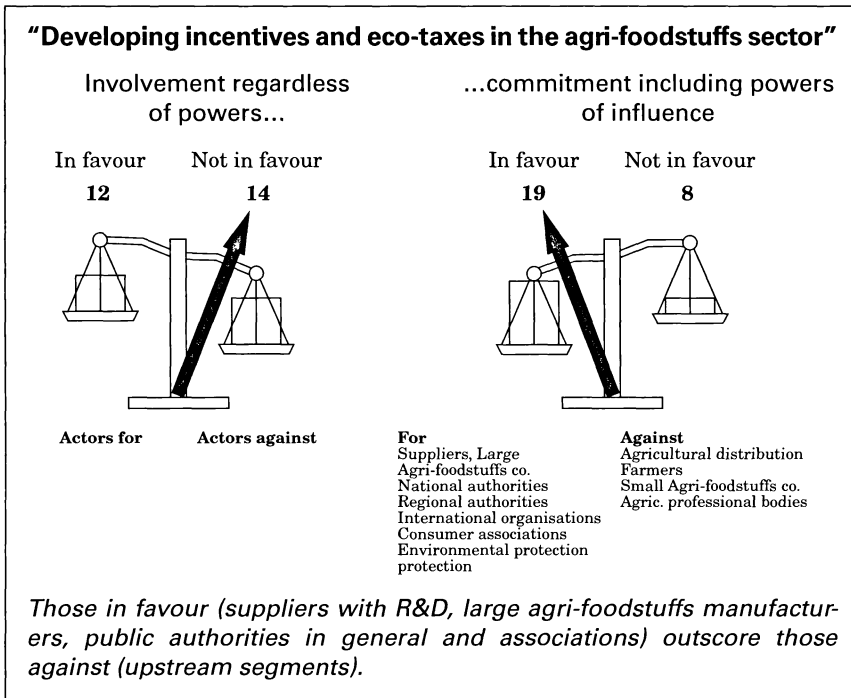 “Developing incentives and eco-taxes in the agri-foodstuffs sector”
Involvement regardless
of powers...
In favour
Not in favour
12
14
Actors for
Actors against
...commitment including powers
of influence
In favour
Not in favour
19
8
For
Suppliers, Large
Agri-foodstuffs co.
National authorities
Regional authorities
International organisations
Consumer associations
Environmental protection
protection
Against
Agricultural distribution
Farmers
Small Agri-foodstuffs co.
Agric. professional bodies
Those in favour (suppliers with R&D, large agri-foodstuffs manufactur-
ers, public authorities in general and associations) outscore those
against (upstream segments).